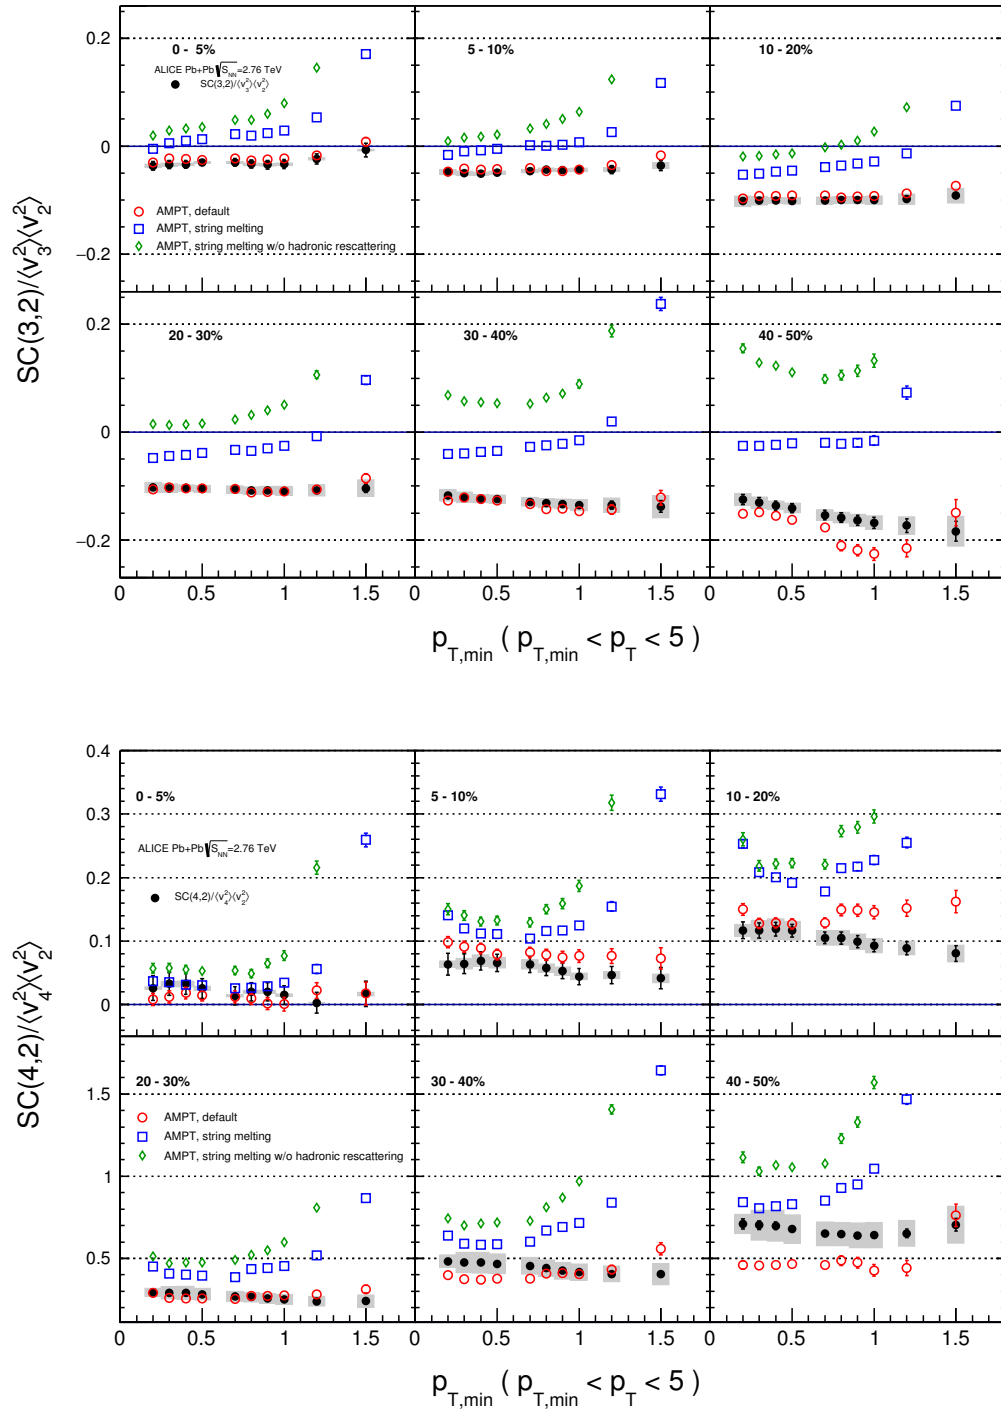 0 - 5%
5 - 10%
10 - 20%
ALICE Pb+Pb √S_NN=2.76 TeV
SC(3,2)/⟨v_3^2⟩⟨v_2^2⟩
AMPT, default
AMPT, string melting
AMPT, string melting w/o hadronic rescattering
0.2
0
−0.2
SC(3,2)/⟨v_3^2⟩⟨v_2^2⟩
20 - 30%
30 - 40%
40 - 50%
0.2
0
−0.2
0 0.5 1 1.5 0 0.5 1 1.5 0 0.5 1 1.5
p_T,min ( p_T,min < p_T < 5 )
0.4
0.3
0.2
0.1
0
0 - 5%
5 - 10%
10 - 20%
ALICE Pb+Pb √S_NN=2.76 TeV
SC(4,2)/⟨v_4^2⟩⟨v_2^2⟩
SC(4,2)/⟨v_4^2⟩⟨v_2^2⟩
20 - 30%
30 - 40%
40 - 50%
AMPT, default
AMPT, string melting
AMPT, string melting w/o hadronic rescattering
1.5
1
0.5
0 0.5 1 1.5 0 0.5 1 1.5 0 0.5 1 1.5
p_T,min ( p_T,min < p_T < 5 )